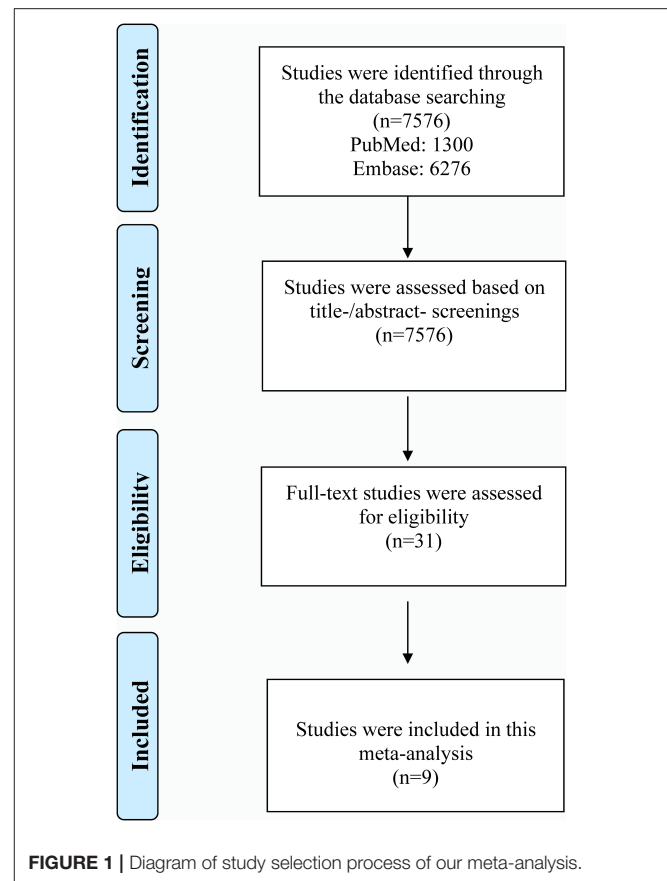 Identification
Studies were identified through
the database searching
(n=7576)
PubMed: 1300
Embase: 6276
Screening
Studies were assessed based on
title-/abstract- screenings
(n=7576)
Eligibility
Full-text studies were assessed
for eligibility
(n=31)
Included
Studies were included in this
meta-analysis
(n=9)
FIGURE 1 | Diagram of study selection process of our meta-analysis.